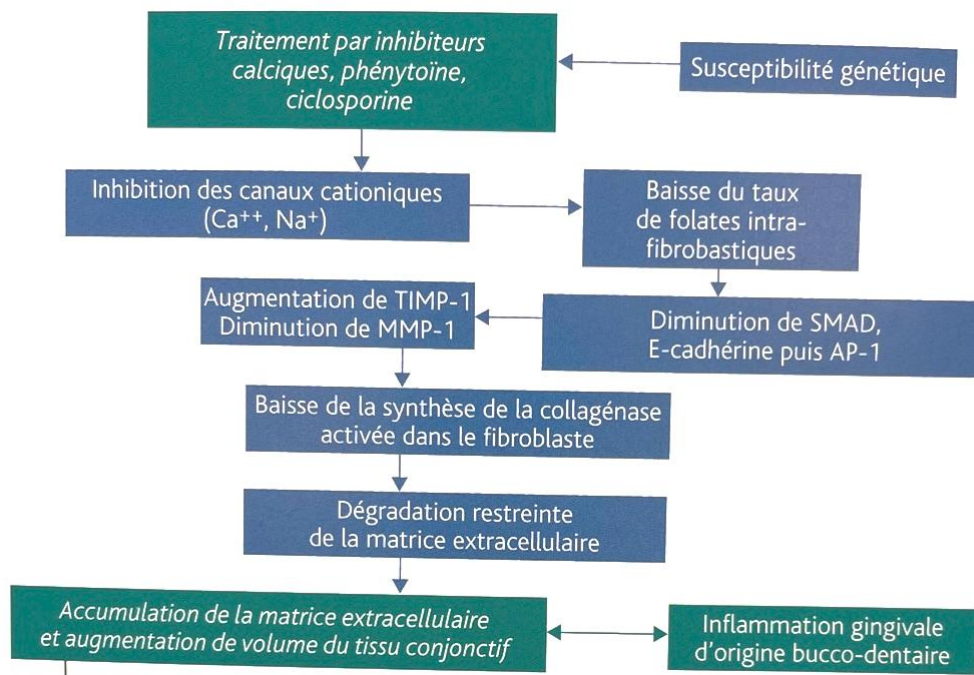 Traitement par inhibiteurs
calciques, phénytoïne,
ciclosporine
Susceptibilité génétique
Inhibition des canaux cationiques
(Ca++, Na+)
Baisse du taux
de folates intra-
fibrobastiques
Augmentation de TIMP-1
Diminution de MMP-1
Diminution de SMAD,
E-cadhérine puis AP-1
Baisse de la synthèse de la collagénase
activée dans le fibroblaste
Dégradation restreinte
de la matrice extracellulaire
Accumulation de la matrice extracellulaire
et augmentation de volume du tissu conjonctif
Inflammation gingivale
d'origine bucco-dentaire